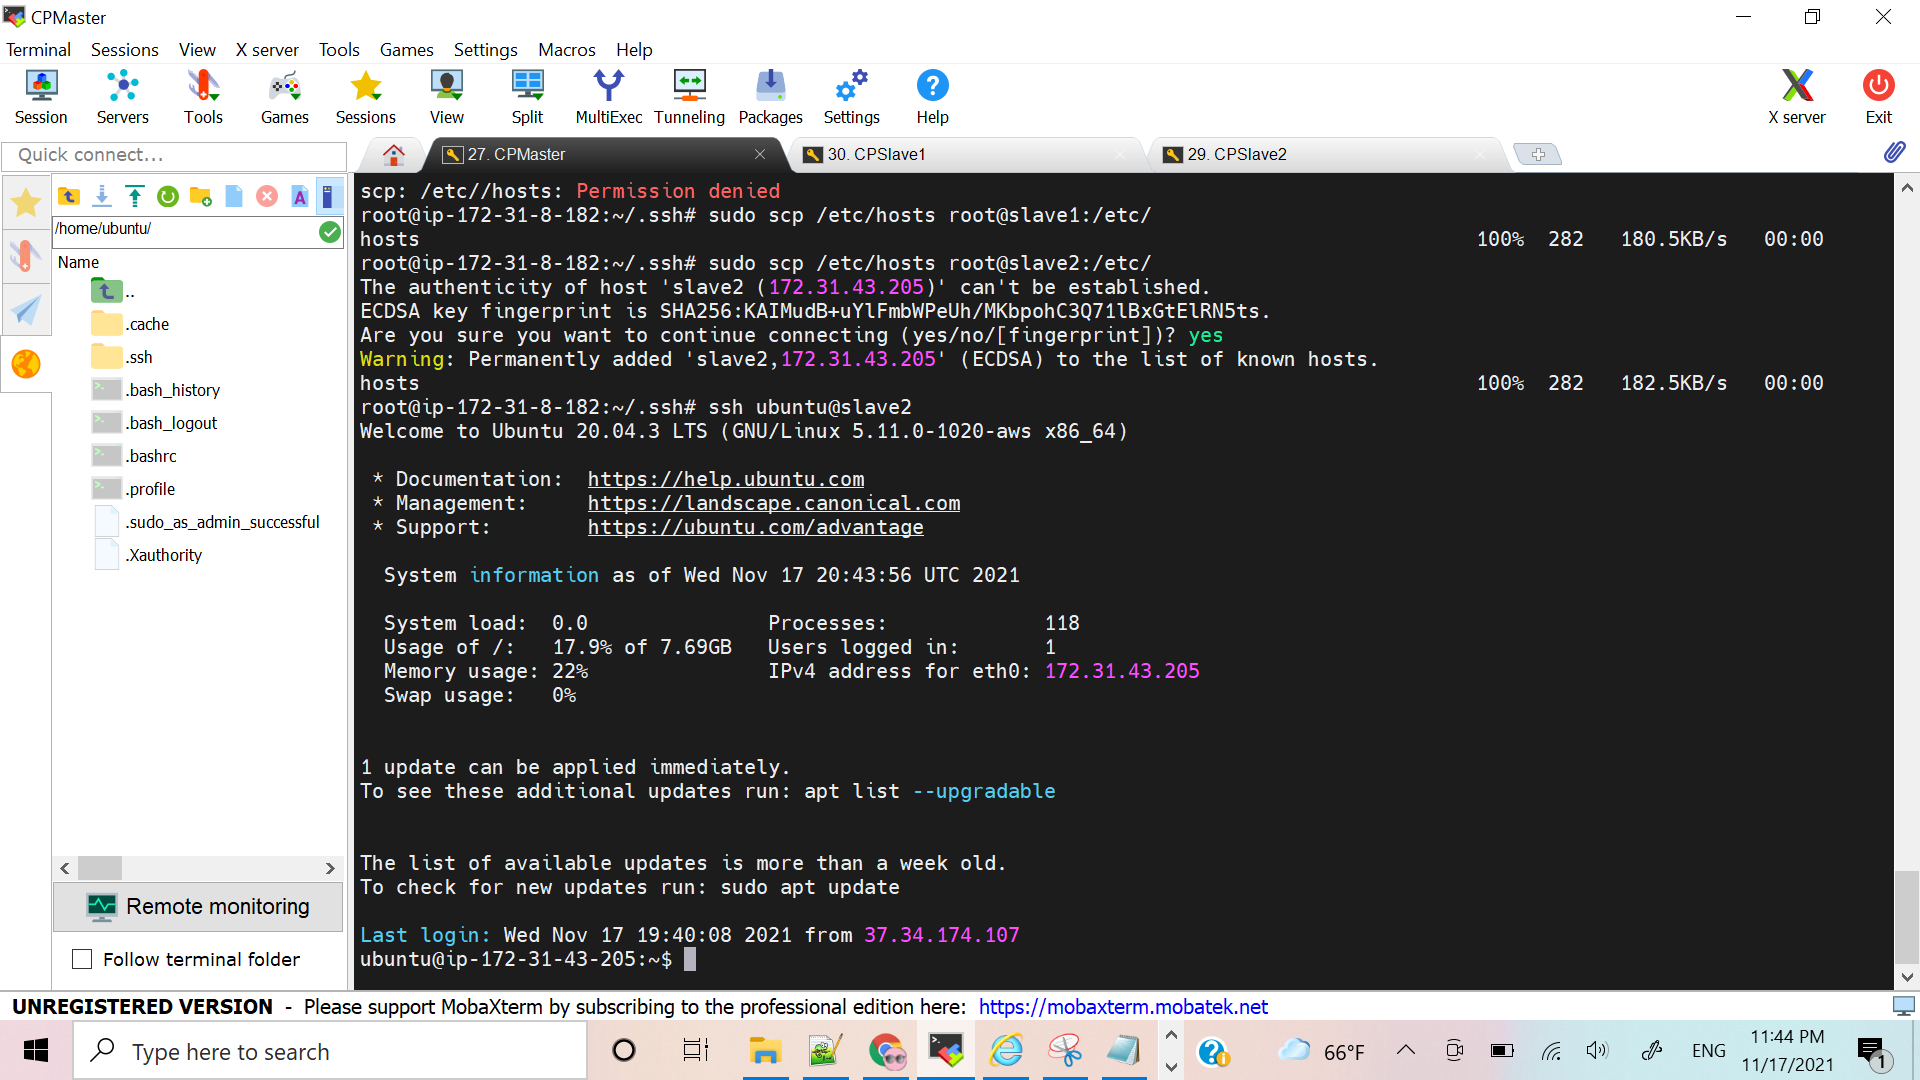 CPMaster
Terminal Sessions View X server Tools Games Settings Macros Help
Session Servers Tools Games Sessions View Split MultiExec Tunneling Packages Settings Help X server Exit
Quick connect...
27. CPMaster
30. CPSlave1
29. CPSlave2
/home/ubuntu/
Name
..
.cache
.ssh
.bash_history
.bash_logout
.bashrc
.profile
.sudo_as_admin_successful
.Xauthority
Remote monitoring
Follow terminal folder
scp: /etc//hosts: Permission denied
root@ip-172-31-8-182:~/.ssh# sudo scp /etc/hosts root@slave1:/etc/
hosts 100% 282 180.5KB/s 00:00
root@ip-172-31-8-182:~/.ssh# sudo scp /etc/hosts root@slave2:/etc/
The authenticity of host 'slave2 (172.31.43.205)' can't be established.
ECDSA key fingerprint is SHA256:KAIMudB+uYlFmbWPeUh/MKbpohC3Q71lBxGtElRN5ts.
Are you sure you want to continue connecting (yes/no/[fingerprint])? yes
Warning: Permanently added 'slave2,172.31.43.205' (ECDSA) to the list of known hosts.
hosts 100% 282 182.5KB/s 00:00
root@ip-172-31-8-182:~/.ssh# ssh ubuntu@slave2
Welcome to Ubuntu 20.04.3 LTS (GNU/Linux 5.11.0-1020-aws x86_64)
* Documentation: https://help.ubuntu.com
* Management: https://landscape.canonical.com
* Support: https://ubuntu.com/advantage
System information as of Wed Nov 17 20:43:56 UTC 2021
System load: 0.0 Processes: 118
Usage of /: 17.9% of 7.69GB Users logged in: 1
Memory usage: 22% IPv4 address for eth0: 172.31.43.205
Swap usage: 0%
1 update can be applied immediately.
To see these additional updates run: apt list --upgradable
The list of available updates is more than a week old.
To check for new updates run: sudo apt update
Last login: Wed Nov 17 19:40:08 2021 from 37.34.174.107
ubuntu@ip-172-31-43-205:~$
UNREGISTERED VERSION - Please support MobaXterm by subscribing to the professional edition here: https://mobaxterm.mobatek.net
Type here to search
66°F
ENG
11:44 PM
11/17/2021
1